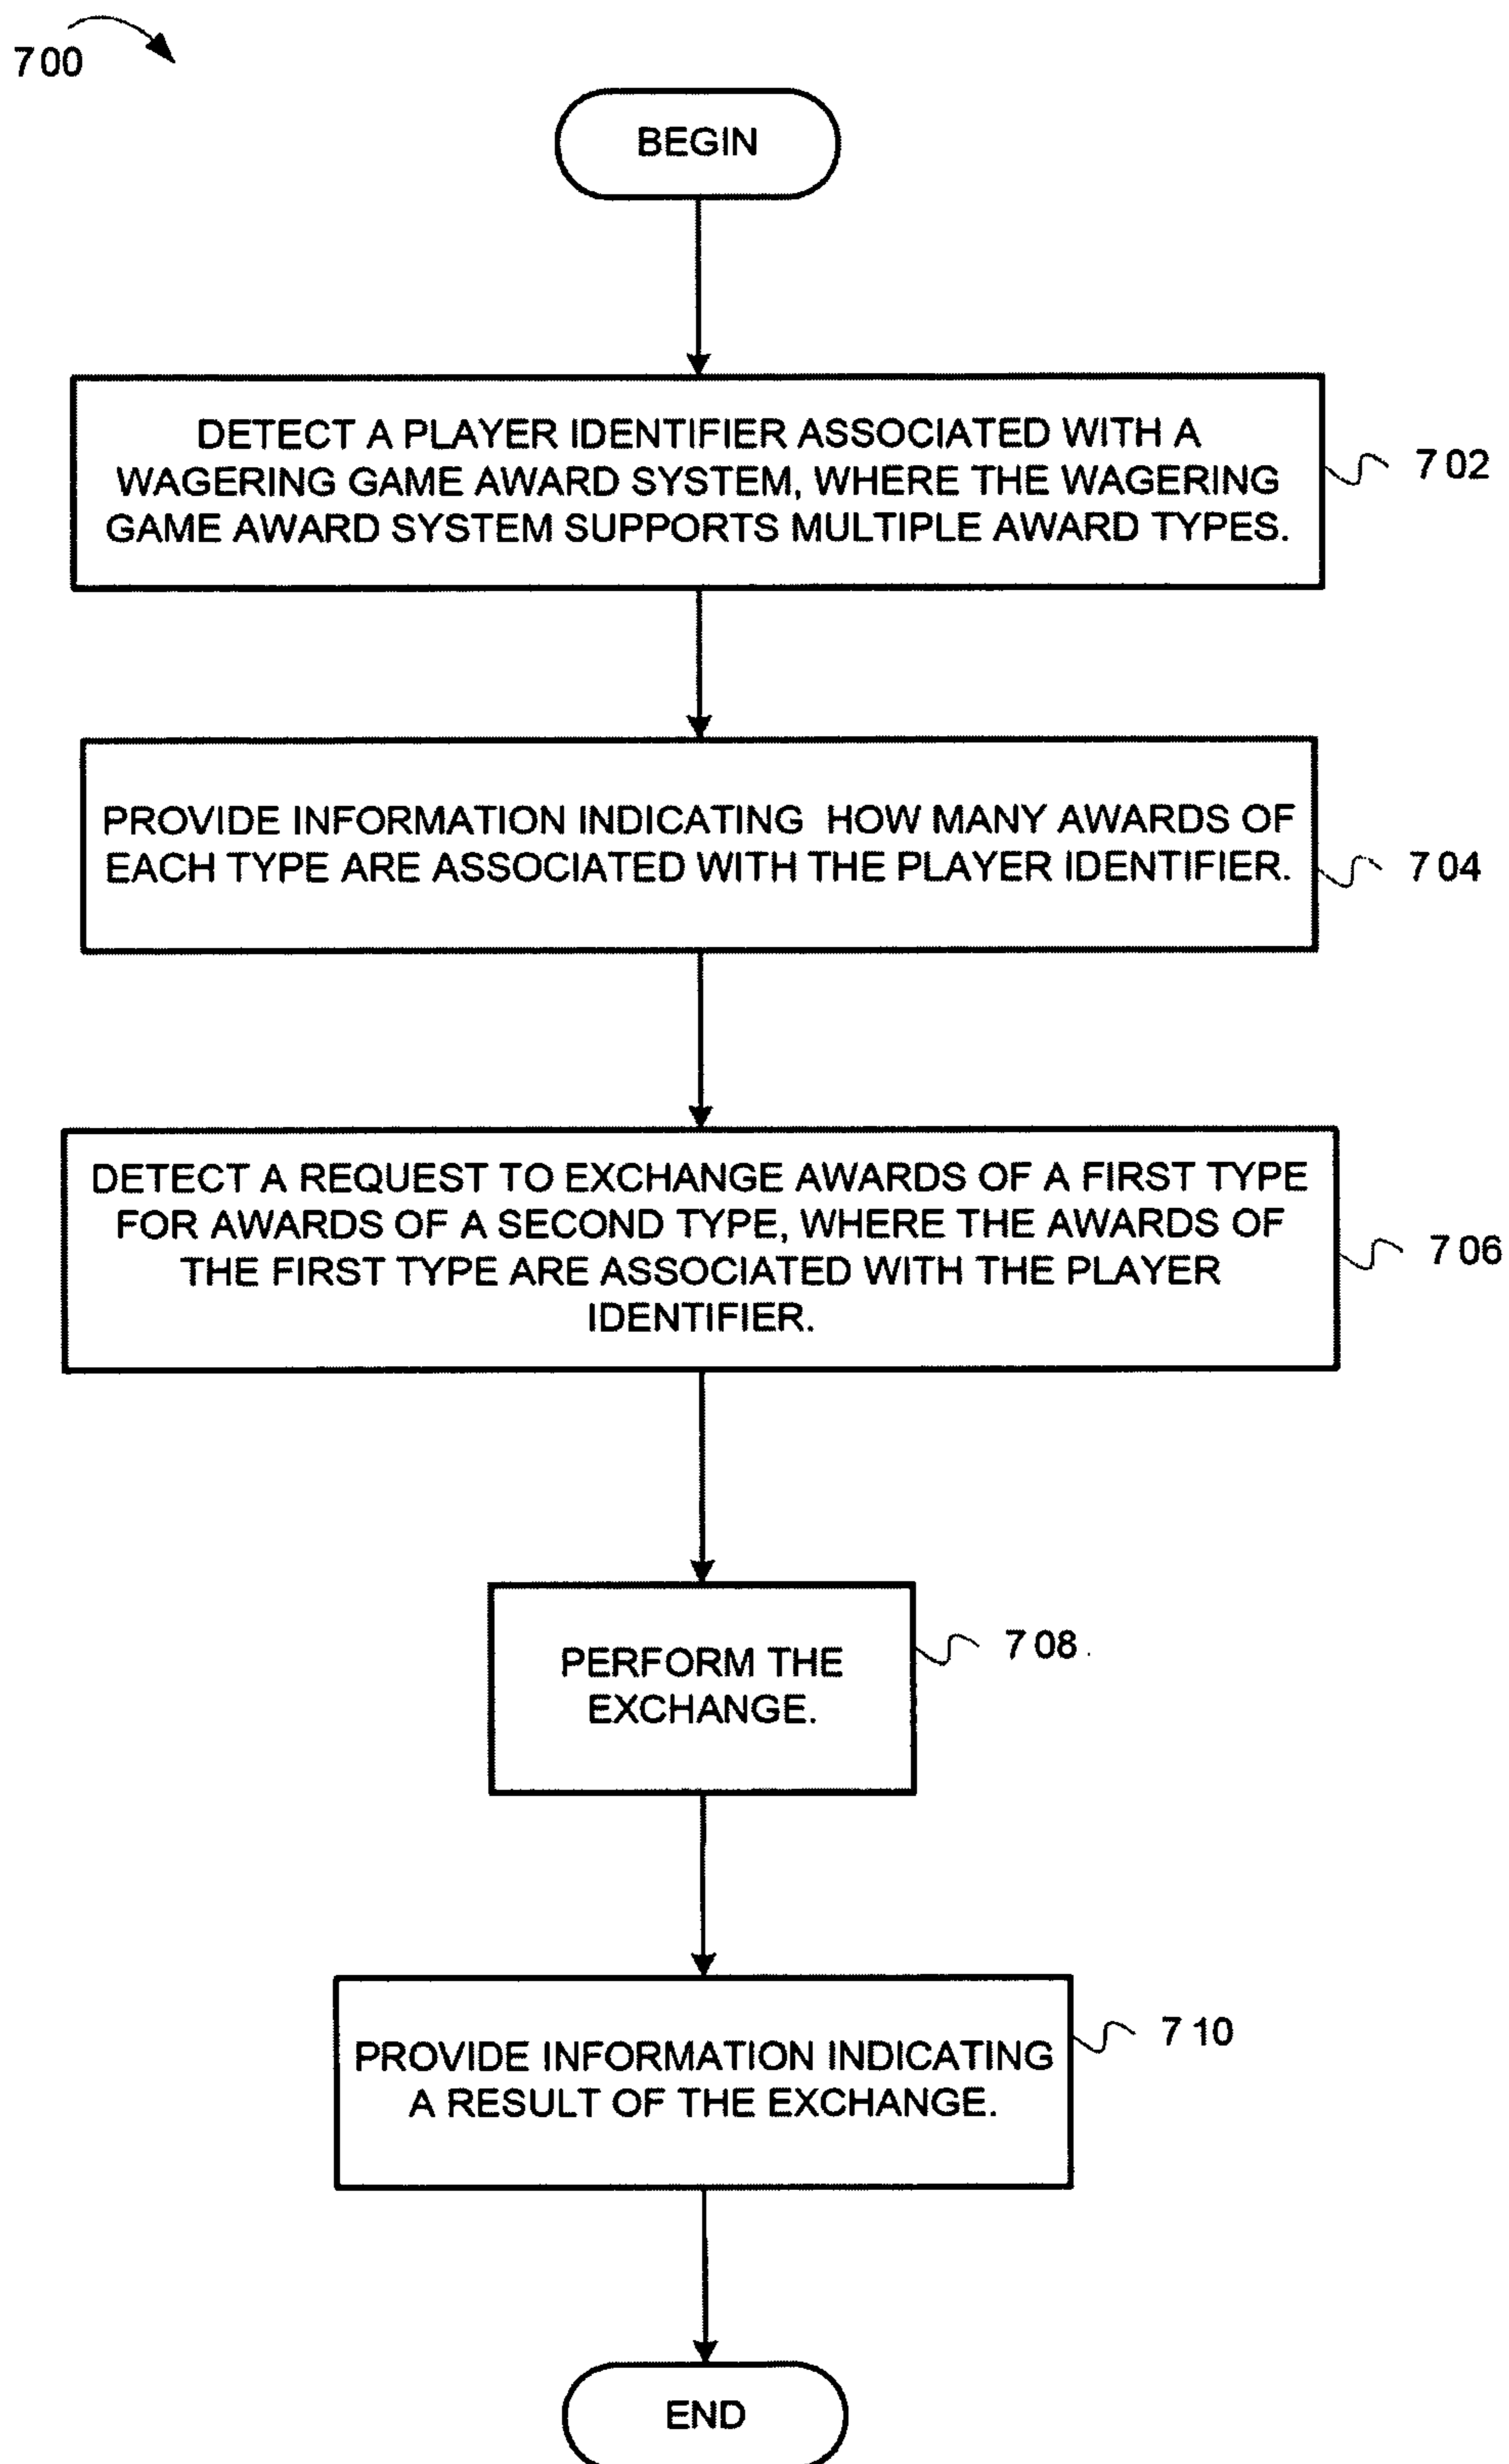 700
BEGIN
DETECT A PLAYER IDENTIFIER ASSOCIATED WITH A
WAGERING GAME AWARD SYSTEM, WHERE THE WAGERING
GAME AWARD SYSTEM SUPPORTS MULTIPLE AWARD TYPES.
702
PROVIDE INFORMATION INDICATING HOW MANY AWARDS OF
EACH TYPE ARE ASSOCIATED WITH THE PLAYER IDENTIFIER.
704
DETECT A REQUEST TO EXCHANGE AWARDS OF A FIRST TYPE
FOR AWARDS OF A SECOND TYPE, WHERE THE AWARDS OF
THE FIRST TYPE ARE ASSOCIATED WITH THE PLAYER
IDENTIFIER.
706
PERFORM THE
EXCHANGE.
708
PROVIDE INFORMATION INDICATING
A RESULT OF THE EXCHANGE.
710
END